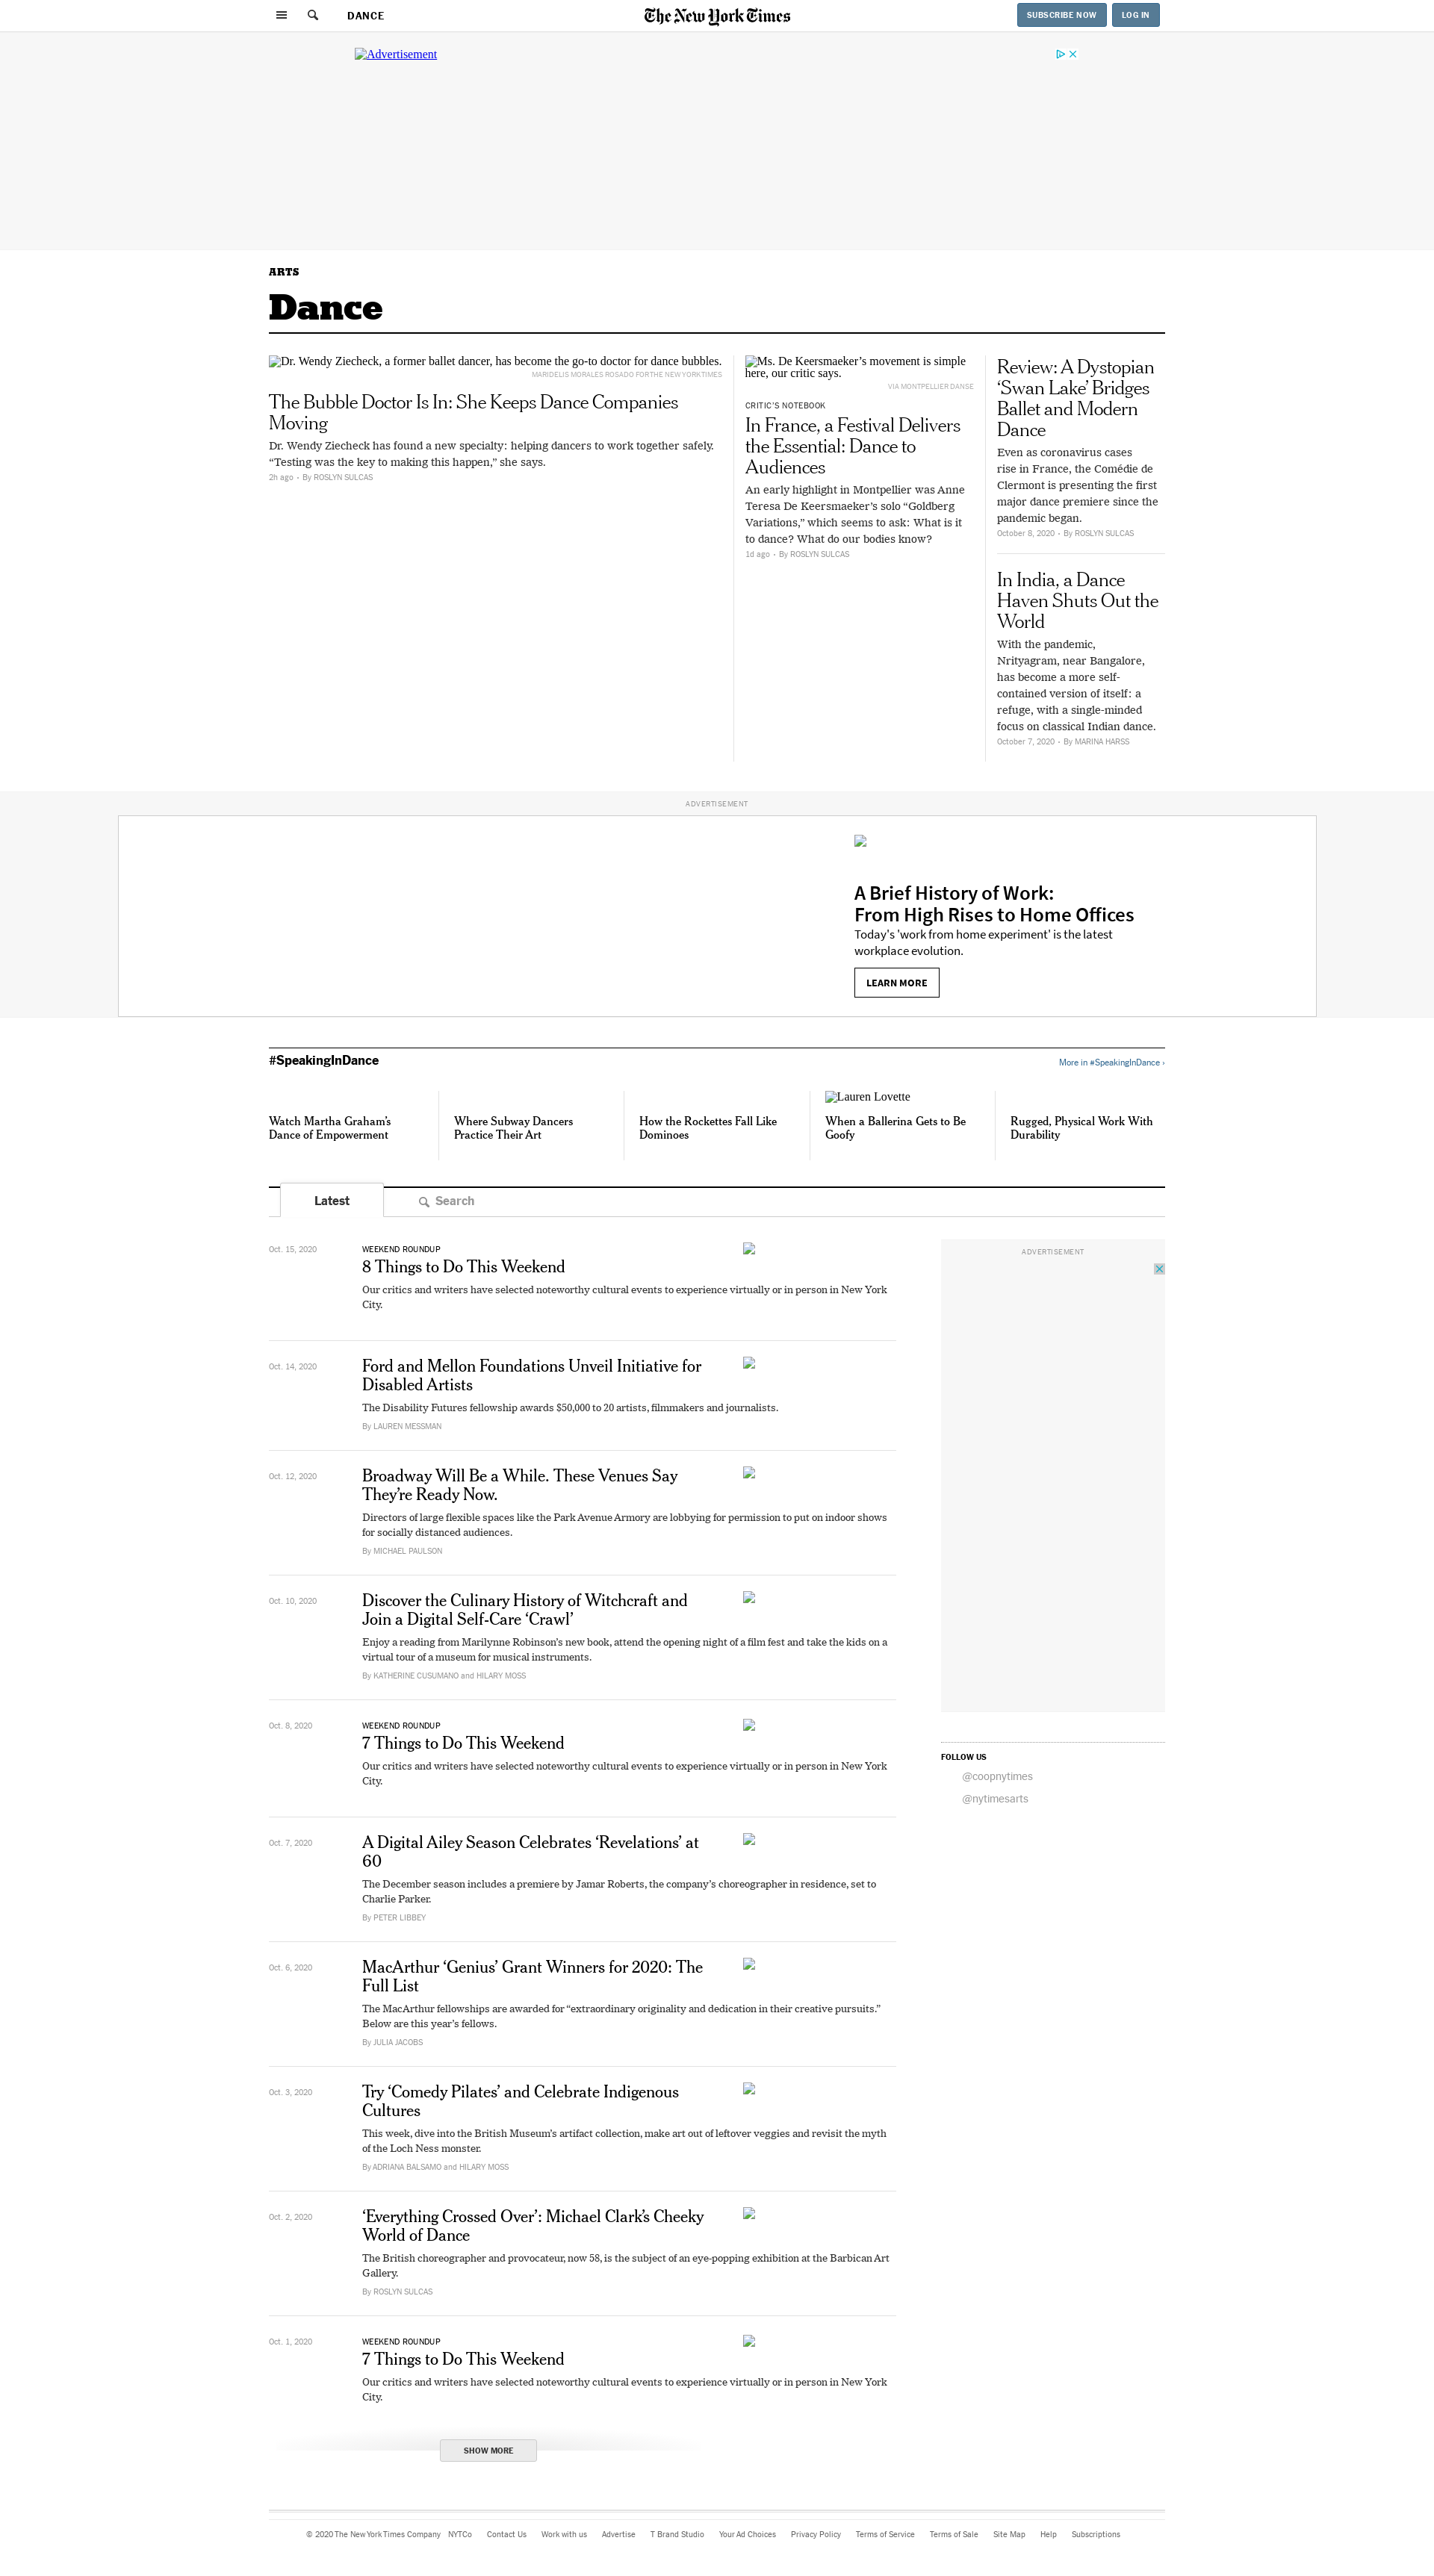 DANCE
The New York Times
SUBSCRIBE NOW
LOG IN
Advertisement
ARTS
Dance
Dr. Wendy Ziecheck, a former ballet dancer, has become the go-to doctor for dance bubbles.
MARIDELIS MORALES ROSADO FOR THE NEW YORK TIMES
The Bubble Doctor Is In: She Keeps Dance Companies
Moving
Dr. Wendy Ziecheck has found a new specialty: helping dancers to work together safely.
“Testing was the key to making this happen,” she says.
2h ago • By ROSLYN SULCAS
Ms. De Keersmaeker’s movement is simple
here, our critic says.
VIA MONTPELLIER DANSE
CRITIC’S NOTEBOOK
In France, a Festival Delivers
the Essential: Dance to
Audiences
An early highlight in Montpellier was Anne
Teresa De Keersmaeker’s solo “Goldberg
Variations,” which seems to ask: What is it
to dance? What do our bodies know?
1d ago • By ROSLYN SULCAS
Review: A Dystopian
‘Swan Lake’ Bridges
Ballet and Modern
Dance
Even as coronavirus cases
rise in France, the Comédie de
Clermont is presenting the first
major dance premiere since the
pandemic began.
October 8, 2020 • By ROSLYN SULCAS
In India, a Dance
Haven Shuts Out the
World
With the pandemic,
Nrityagram, near Bangalore,
has become a more self-
contained version of itself: a
refuge, with a single-minded
focus on classical Indian dance.
October 7, 2020 • By MARINA HARSS
ADVERTISEMENT
A Brief History of Work:
From High Rises to Home Offices
Today's 'work from home experiment' is the latest
workplace evolution.
LEARN MORE
#SpeakingInDance
More in #SpeakingInDance ›
Watch Martha Graham’s
Dance of Empowerment
Where Subway Dancers
Practice Their Art
How the Rockettes Fall Like
Dominoes
Lauren Lovette
When a Ballerina Gets to Be
Goofy
Rugged, Physical Work With
Durability
Latest
Search
Oct. 15, 2020
WEEKEND ROUNDUP
8 Things to Do This Weekend
Our critics and writers have selected noteworthy cultural events to experience virtually or in person in New York
City.
Oct. 14, 2020
Ford and Mellon Foundations Unveil Initiative for
Disabled Artists
The Disability Futures fellowship awards $50,000 to 20 artists, filmmakers and journalists.
By LAUREN MESSMAN
Oct. 12, 2020
Broadway Will Be a While. These Venues Say
They’re Ready Now.
Directors of large flexible spaces like the Park Avenue Armory are lobbying for permission to put on indoor shows
for socially distanced audiences.
By MICHAEL PAULSON
Oct. 10, 2020
Discover the Culinary History of Witchcraft and
Join a Digital Self-Care ‘Crawl’
Enjoy a reading from Marilynne Robinson’s new book, attend the opening night of a film fest and take the kids on a
virtual tour of a museum for musical instruments.
By KATHERINE CUSUMANO and HILARY MOSS
Oct. 8, 2020
WEEKEND ROUNDUP
7 Things to Do This Weekend
Our critics and writers have selected noteworthy cultural events to experience virtually or in person in New York
City.
Oct. 7, 2020
A Digital Ailey Season Celebrates ‘Revelations’ at
60
The December season includes a premiere by Jamar Roberts, the company’s choreographer in residence, set to
Charlie Parker.
By PETER LIBBEY
Oct. 6, 2020
MacArthur ‘Genius’ Grant Winners for 2020: The
Full List
The MacArthur fellowships are awarded for “extraordinary originality and dedication in their creative pursuits.”
Below are this year’s fellows.
By JULIA JACOBS
Oct. 3, 2020
Try ‘Comedy Pilates’ and Celebrate Indigenous
Cultures
This week, dive into the British Museum’s artifact collection, make art out of leftover veggies and revisit the myth
of the Loch Ness monster.
By ADRIANA BALSAMO and HILARY MOSS
Oct. 2, 2020
‘Everything Crossed Over’: Michael Clark’s Cheeky
World of Dance
The British choreographer and provocateur, now 58, is the subject of an eye-popping exhibition at the Barbican Art
Gallery.
By ROSLYN SULCAS
Oct. 1, 2020
WEEKEND ROUNDUP
7 Things to Do This Weekend
Our critics and writers have selected noteworthy cultural events to experience virtually or in person in New York
City.
SHOW MORE
ADVERTISEMENT
FOLLOW US
@coopnytimes
@nytimesarts
© 2020 The New York Times Company NYTCo Contact Us Work with us Advertise T Brand Studio Your Ad Choices Privacy Policy Terms of Service Terms of Sale Site Map Help Subscriptions